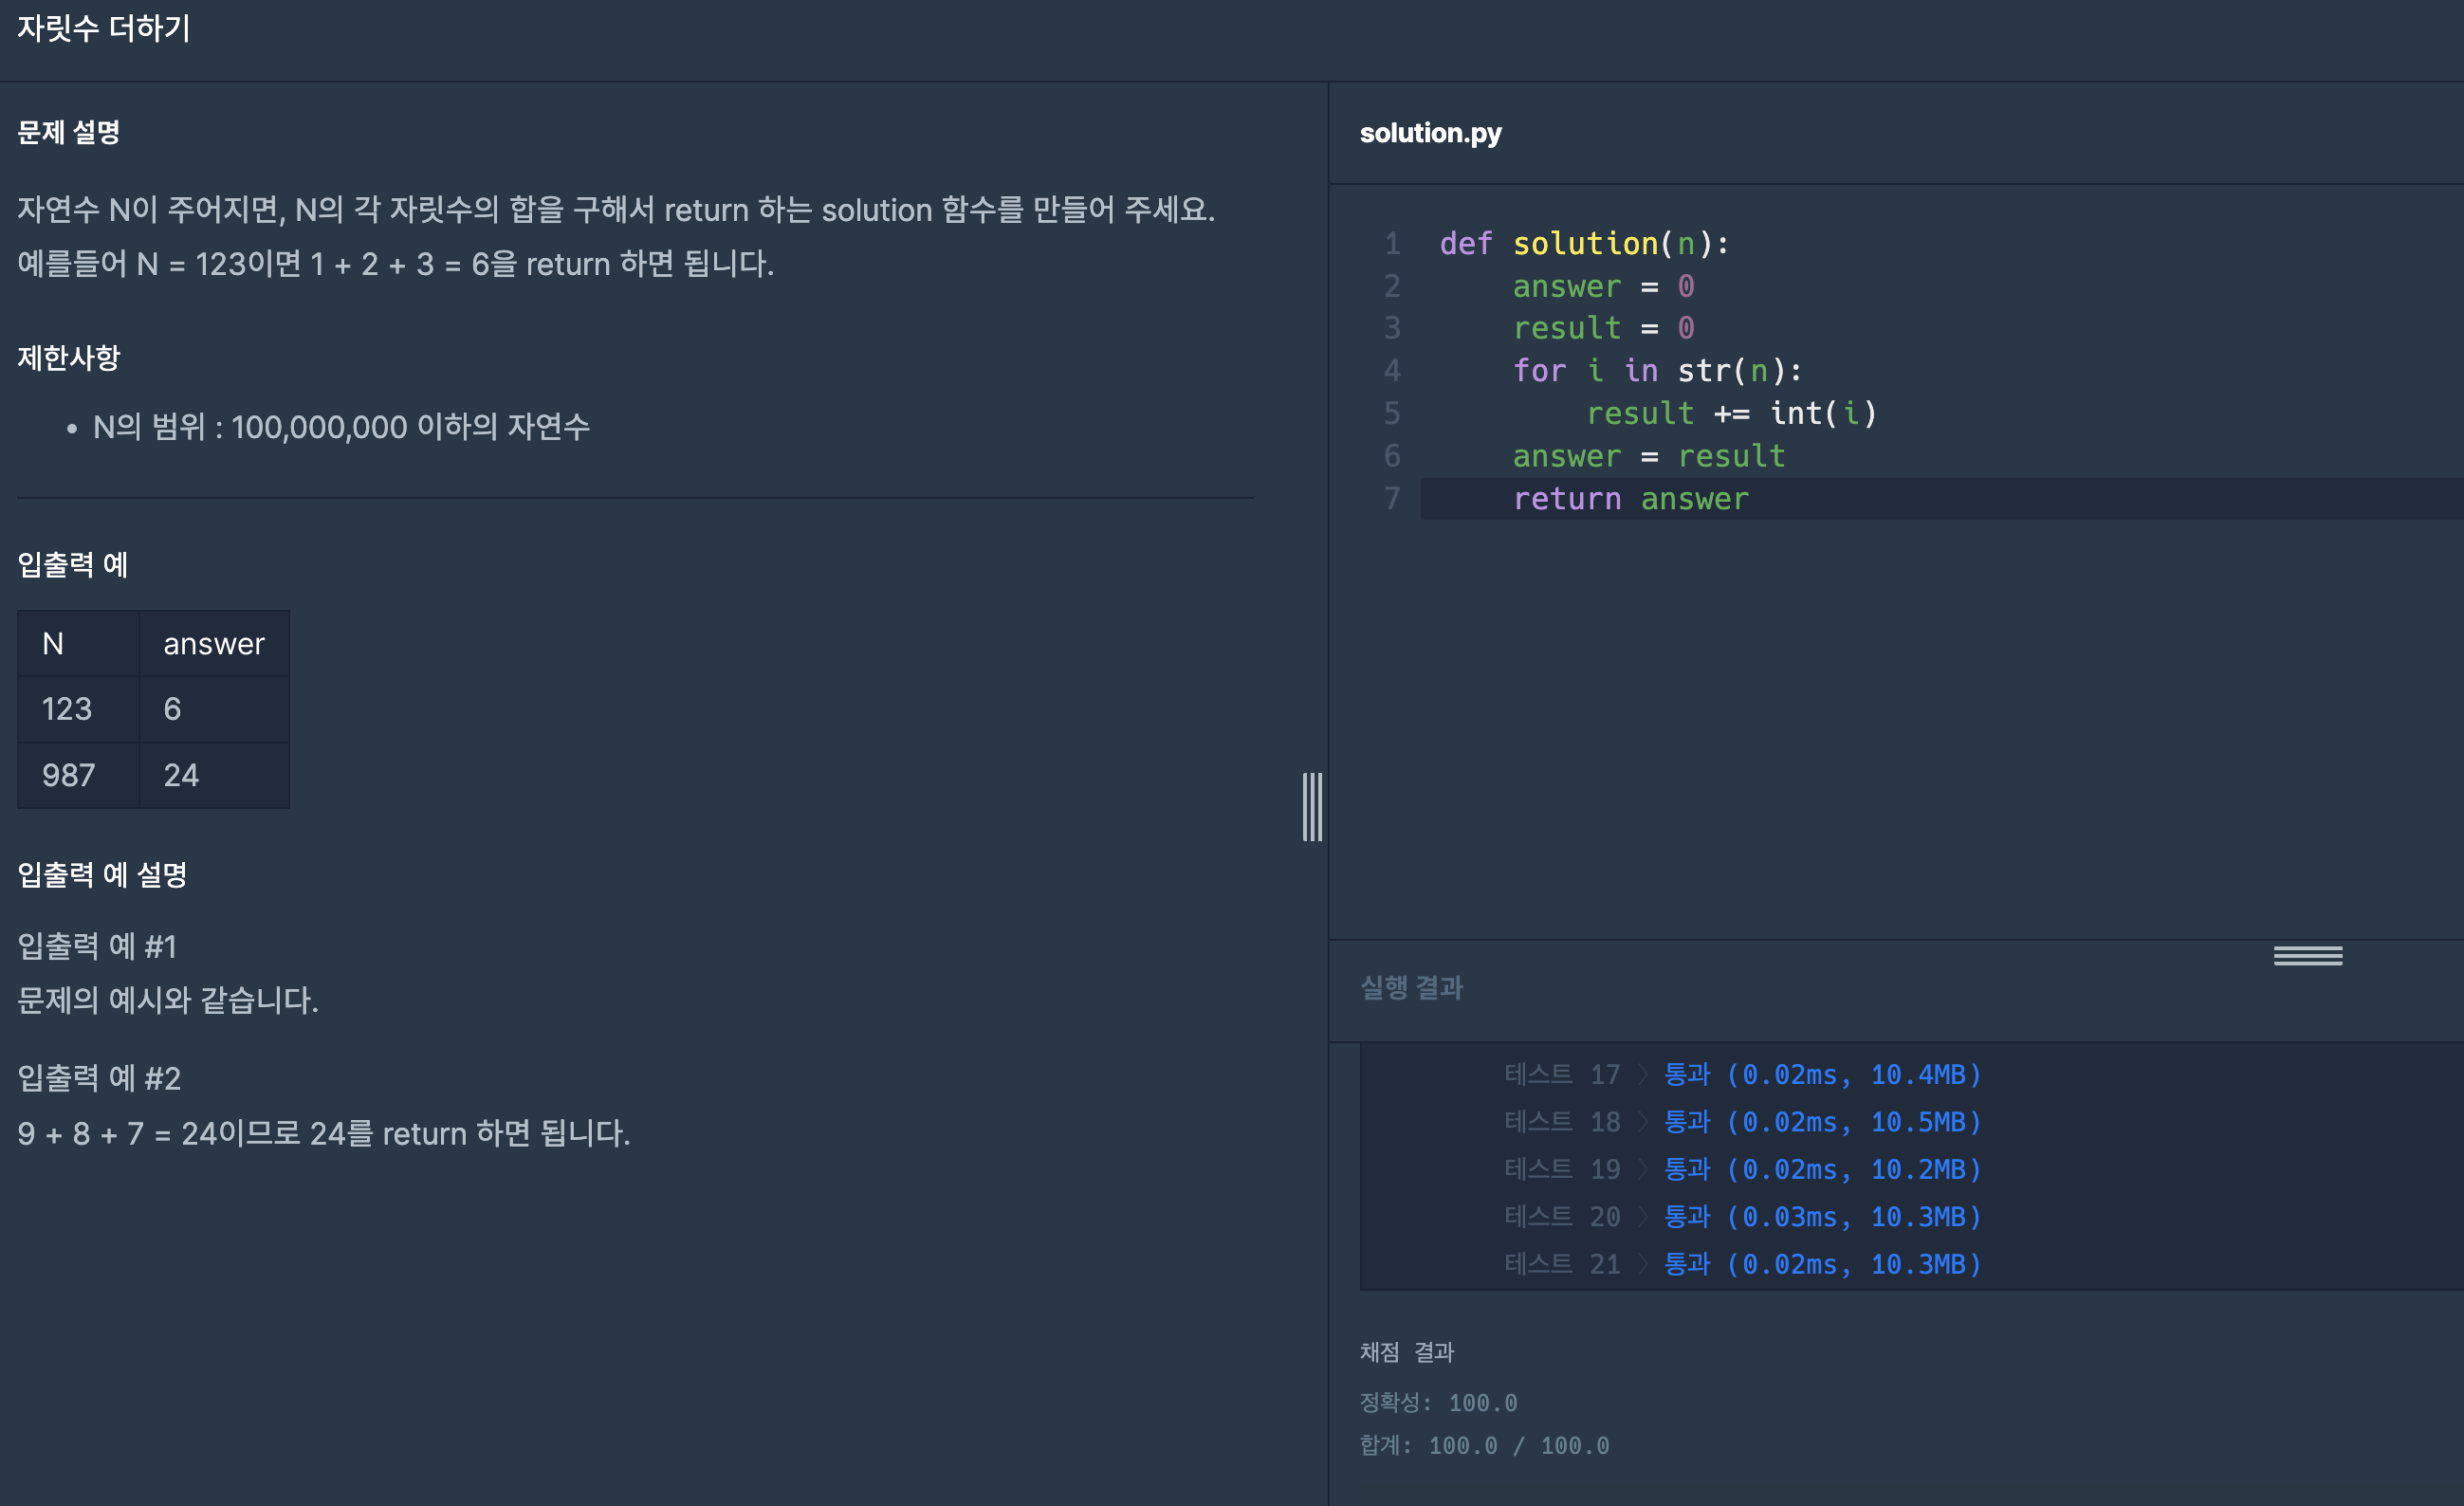 자릿수 더하기
문제 설명
자연수 N이 주어지면, N의 각 자릿수의 합을 구해서 return 하는 solution 함수를 만들어 주세요.
예를들어 N = 123이면 1 + 2 + 3 = 6을 return 하면 됩니다.
제한사항
• N의 범위 : 100,000,000 이하의 자연수
입출력 예
N answer
123 6
987 24
입출력 예 설명
입출력 예 #1
문제의 예시와 같습니다.
입출력 예 #2
9 + 8 + 7 = 24이므로 24를 return 하면 됩니다.
solution.py
1 def solution(n):
2     answer = 0
3     result = 0
4     for i in str(n):
5         result += int(i)
6     answer = result
7     return answer
실행 결과
테스트 17 〉 통과 (0.02ms, 10.4MB)
테스트 18 〉 통과 (0.02ms, 10.5MB)
테스트 19 〉 통과 (0.02ms, 10.2MB)
테스트 20 〉 통과 (0.03ms, 10.3MB)
테스트 21 〉 통과 (0.02ms, 10.3MB)
채점 결과
정확성: 100.0
합계: 100.0 / 100.0